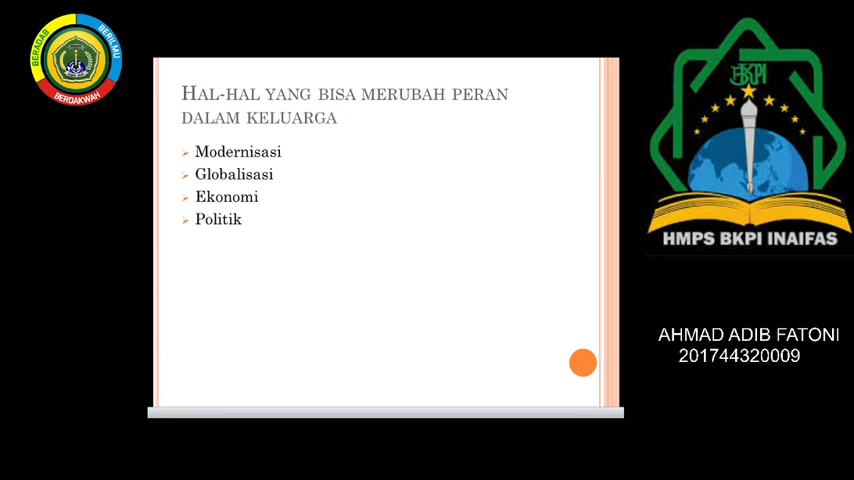 BERADAB
BERILMU
BERDAKWAH
HAL-HAL YANG BISA MERUBAH PERAN
DALAM KELUARGA
Modernisasi
Globalisasi
Ekonomi
Politik
BKPI
HMPS BKPI INAIFAS
AHMAD ADIB FATONI
201744320009